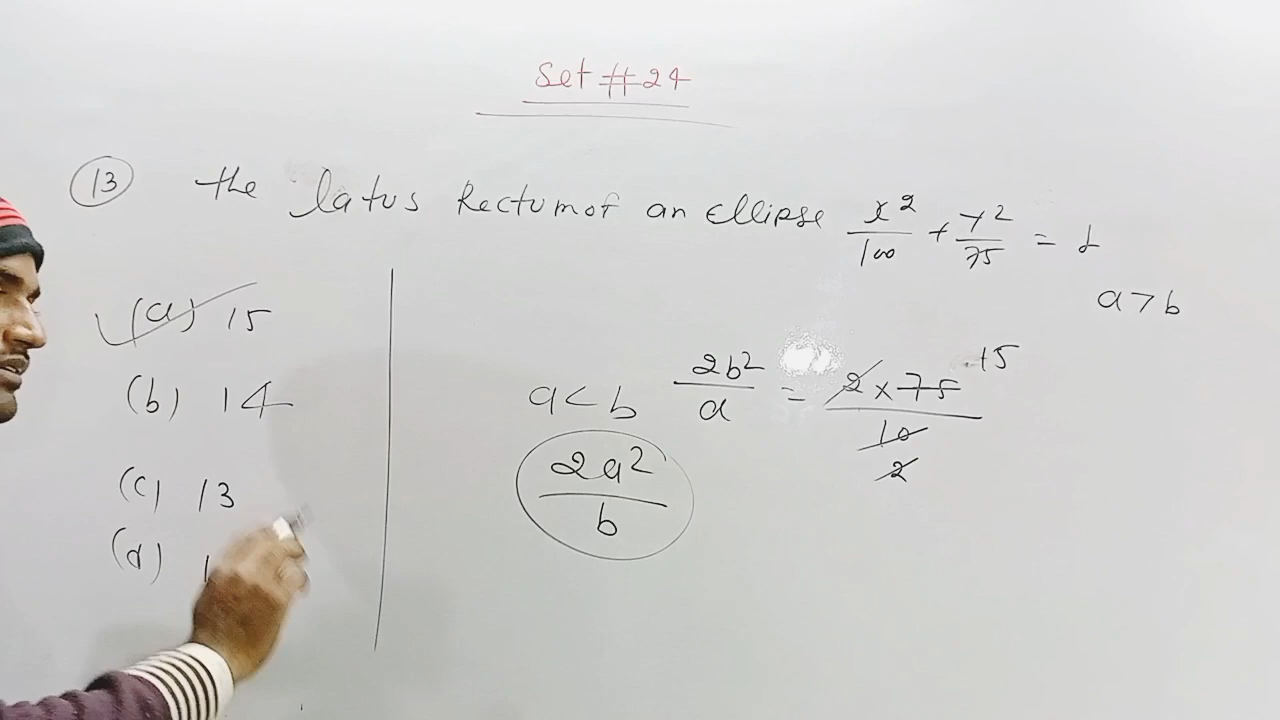 Set #24
(13) the latus Rectum of an Ellipse x²/100 + y²/75 = 1
a > b
(a) 15
(b) 14
(c) 13
(d) 1
a < b
2a²/b
2b²/a = 2 x 75 / 10
15
2